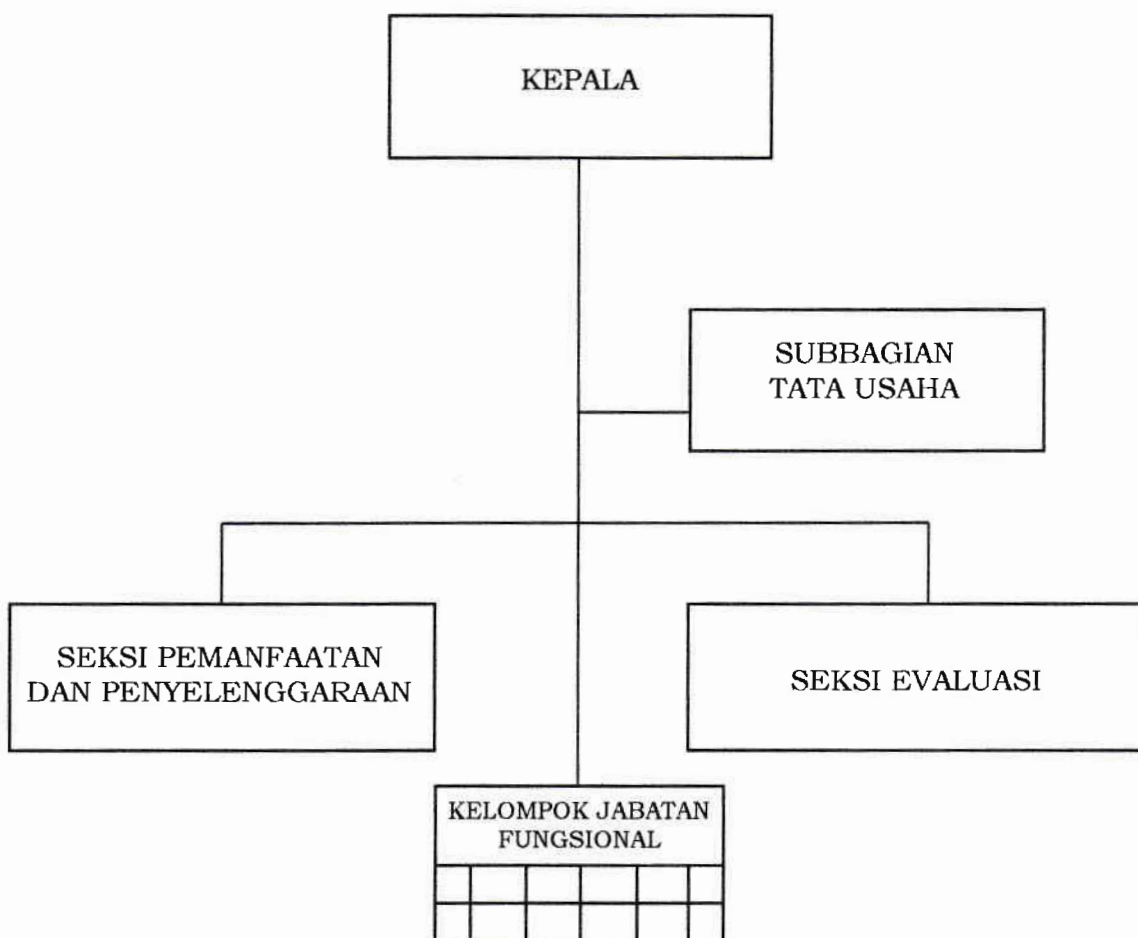 KEPALA
SUBBAGIAN
TATA USAHA
SEKSI PEMANFAATAN
DAN PENYELENGGARAAN
SEKSI EVALUASI
KELOMPOK JABATAN
FUNGSIONAL